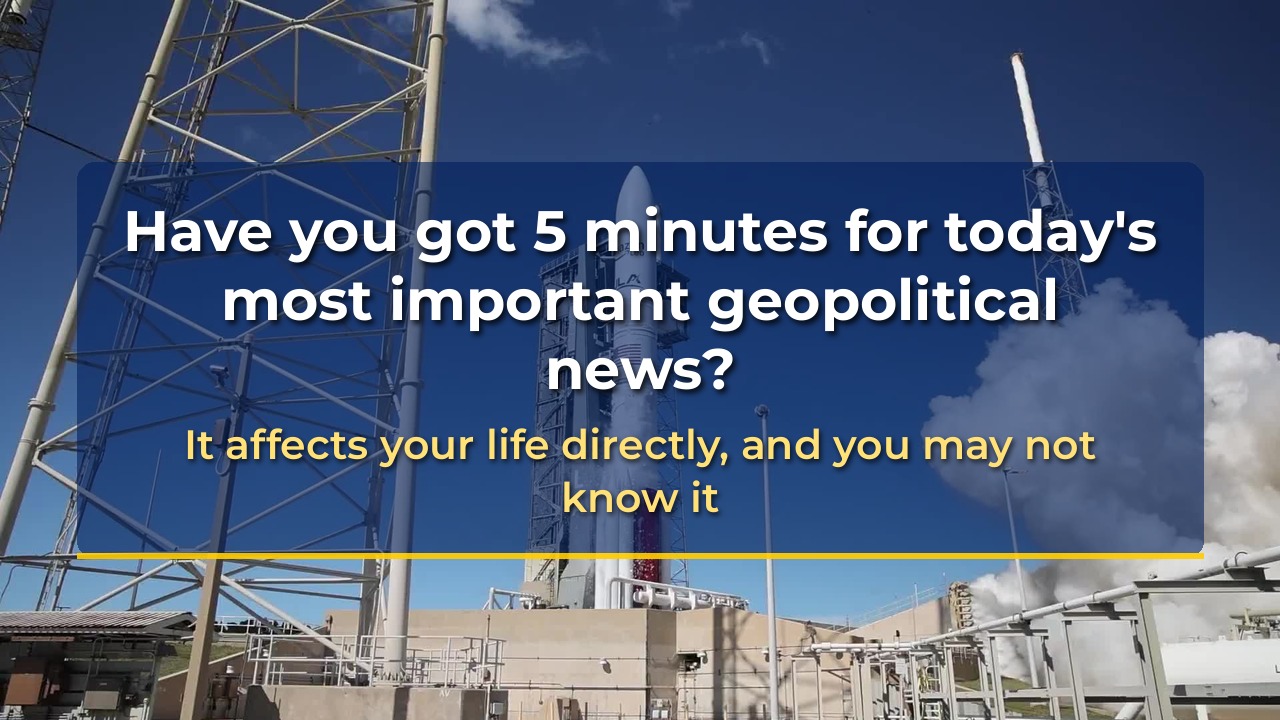 Have you got 5 minutes for today's
most important geopolitical
news?
It affects your life directly, and you may not
know it